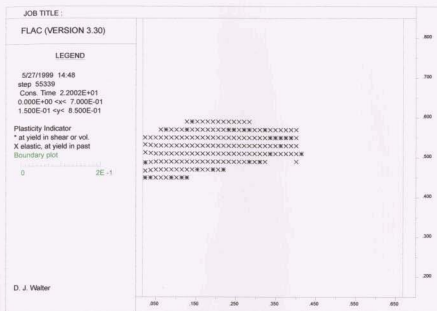 JOB TITLE :
FLAC (VERSION 3.30)
LEGEND
5/27/1999 14:48
step 55339
Cons. Time 2.2002E+01
0.000E+00 <x< 7.000E-01
1.500E-01 <y< 8.500E-01
Plasticity Indicator
* at yield in shear or vol.
X elastic, at yield in past
Boundary plot
0 2E -1
D. J. Walter
.800
.700
.600
.500
.400
.300
.200
.050 .150 .250 .350 .450 .550 .650